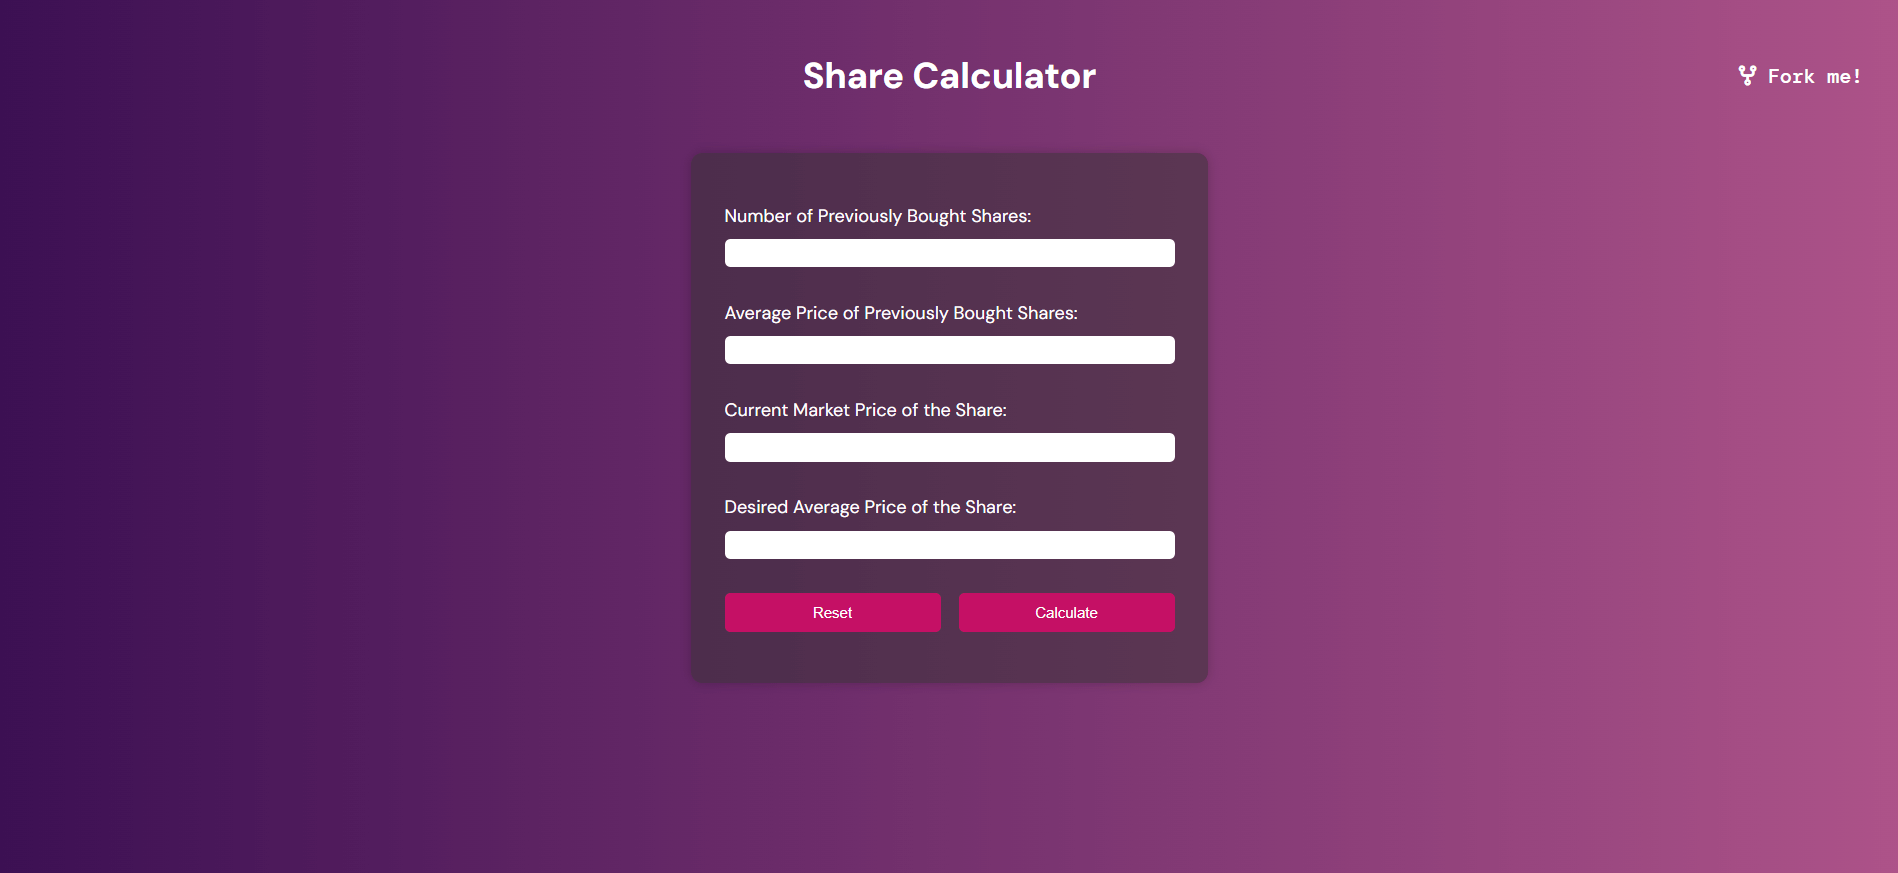 Share Calculator
Fork me!
Number of Previously Bought Shares:
Average Price of Previously Bought Shares:
Current Market Price of the Share:
Desired Average Price of the Share:
Reset
Calculate